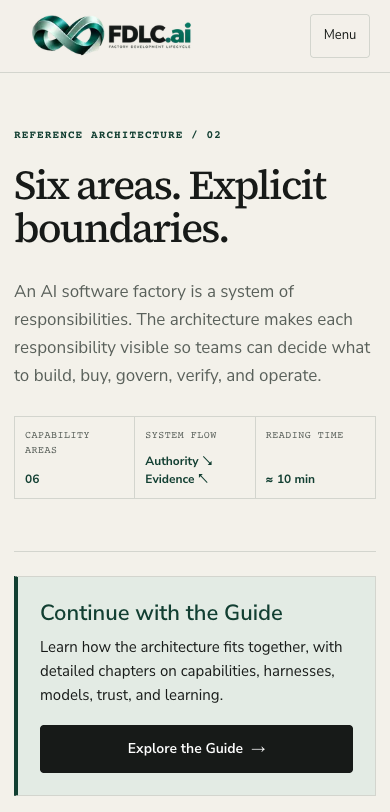 FDLC.ai
FACTORY DEVELOPMENT LIFECYCLE
Menu
REFERENCE ARCHITECTURE / 02
Six areas. Explicit
boundaries.
An AI software factory is a system of
responsibilities. The architecture makes each
responsibility visible so teams can decide what
to build, buy, govern, verify, and operate.
CAPABILITY
AREAS
06
SYSTEM FLOW
Authority ↘
Evidence ↖
READING TIME
≈ 10 min
Continue with the Guide
Learn how the architecture fits together, with
detailed chapters on capabilities, harnesses,
models, trust, and learning.
Explore the Guide →